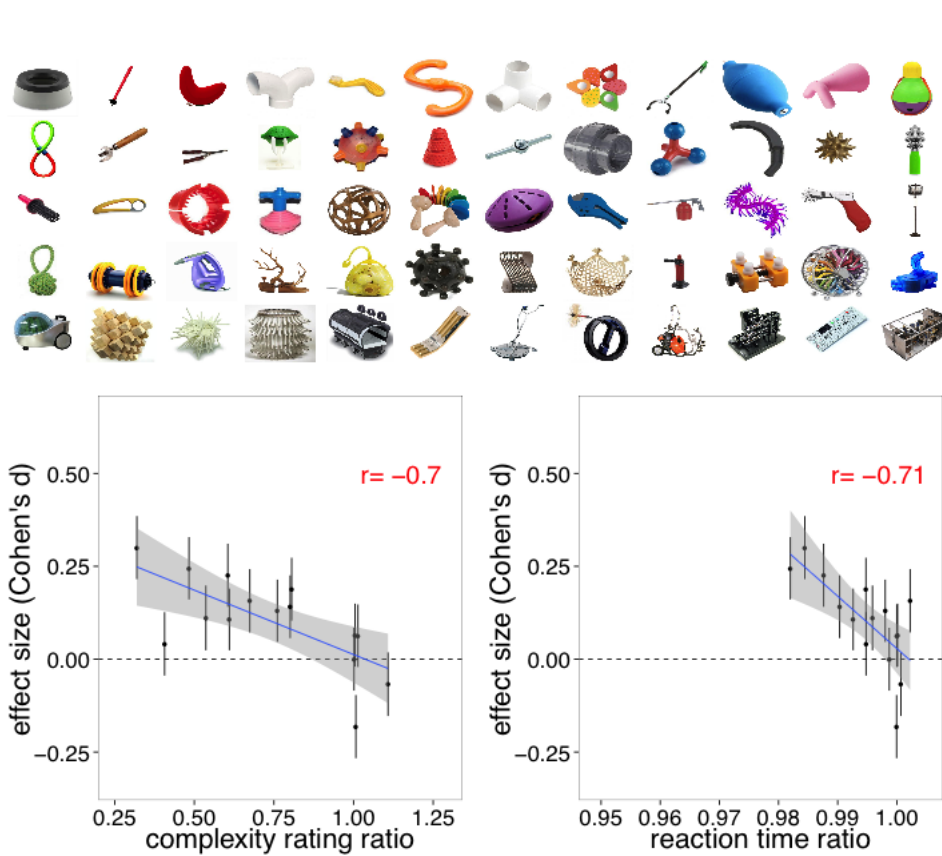 r= −0.7
r= −0.71
effect size (Cohen's d)
0.50
0.25
0.00
−0.25
0.25 0.50 0.75 1.00 1.25
complexity rating ratio
effect size (Cohen's d)
0.50
0.25
0.00
−0.25
0.95 0.96 0.97 0.98 0.99 1.00
reaction time ratio